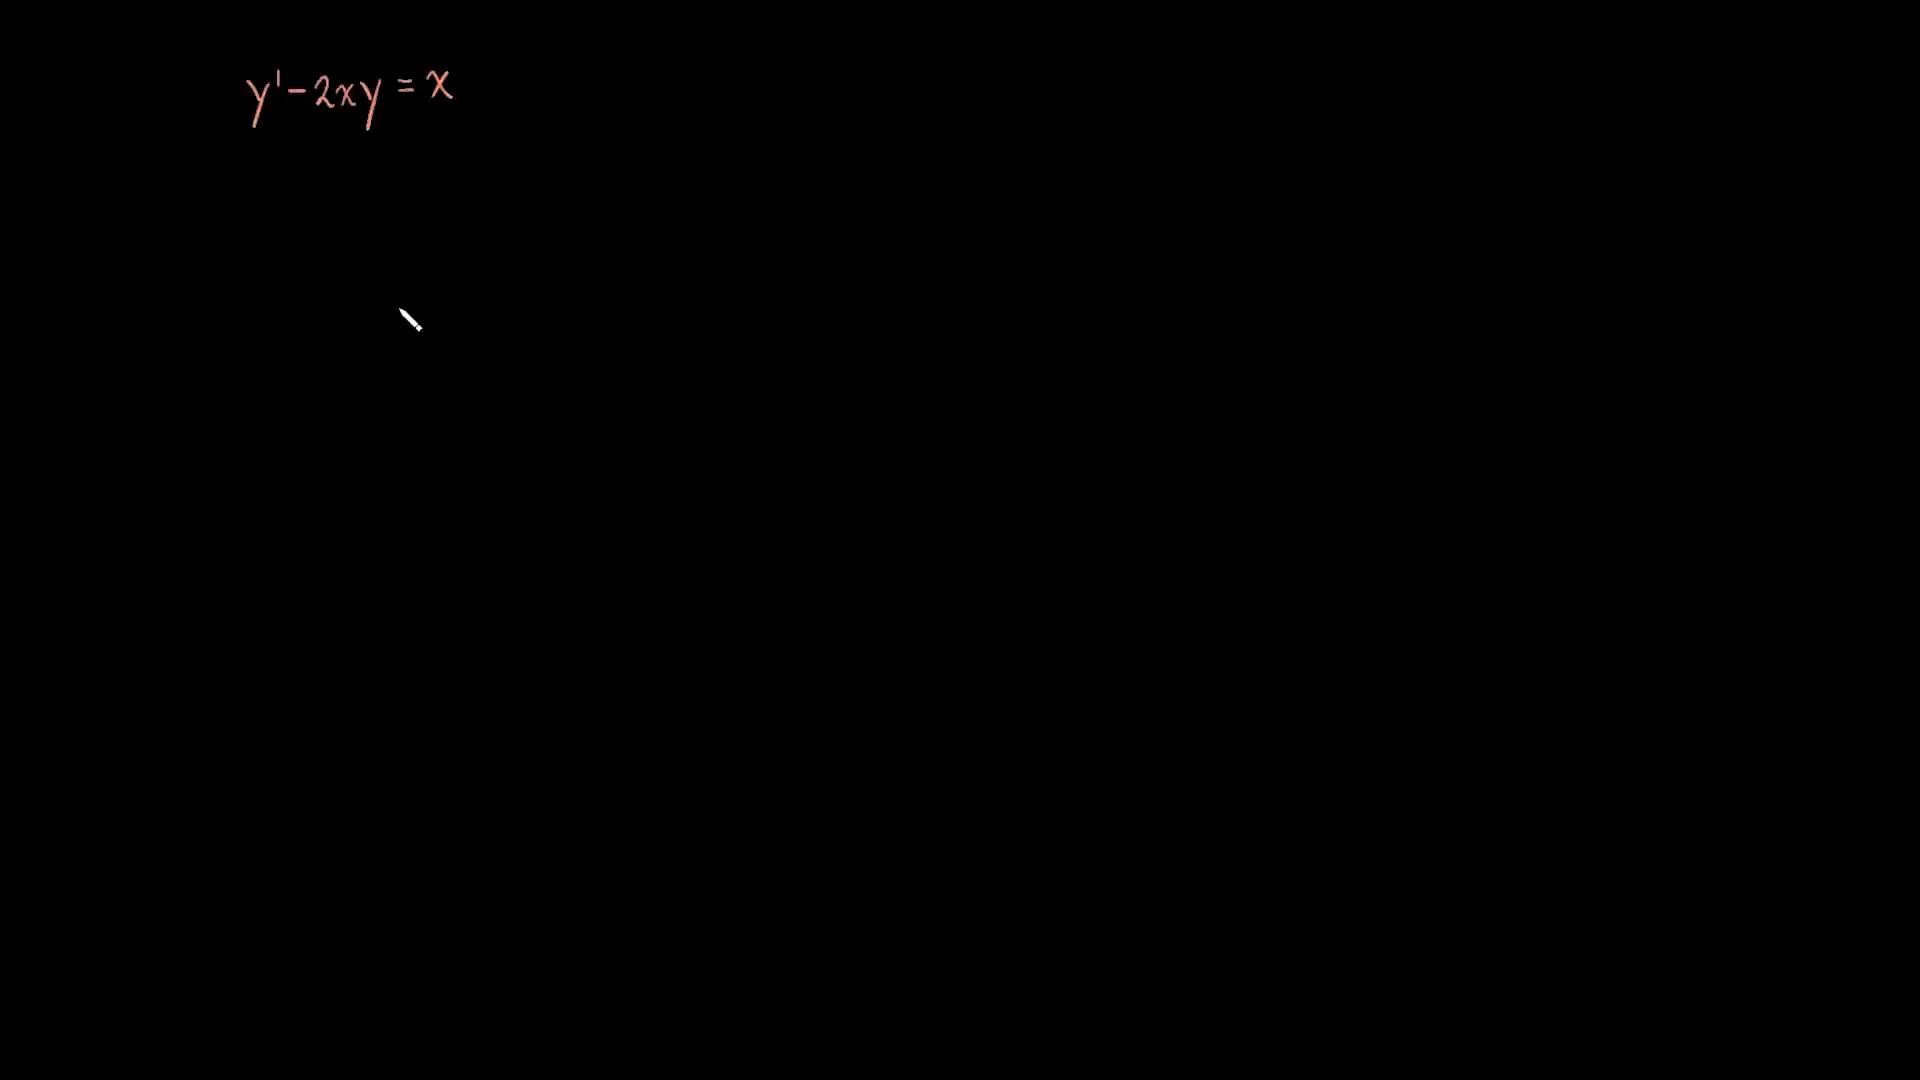 y' - 2xy = x